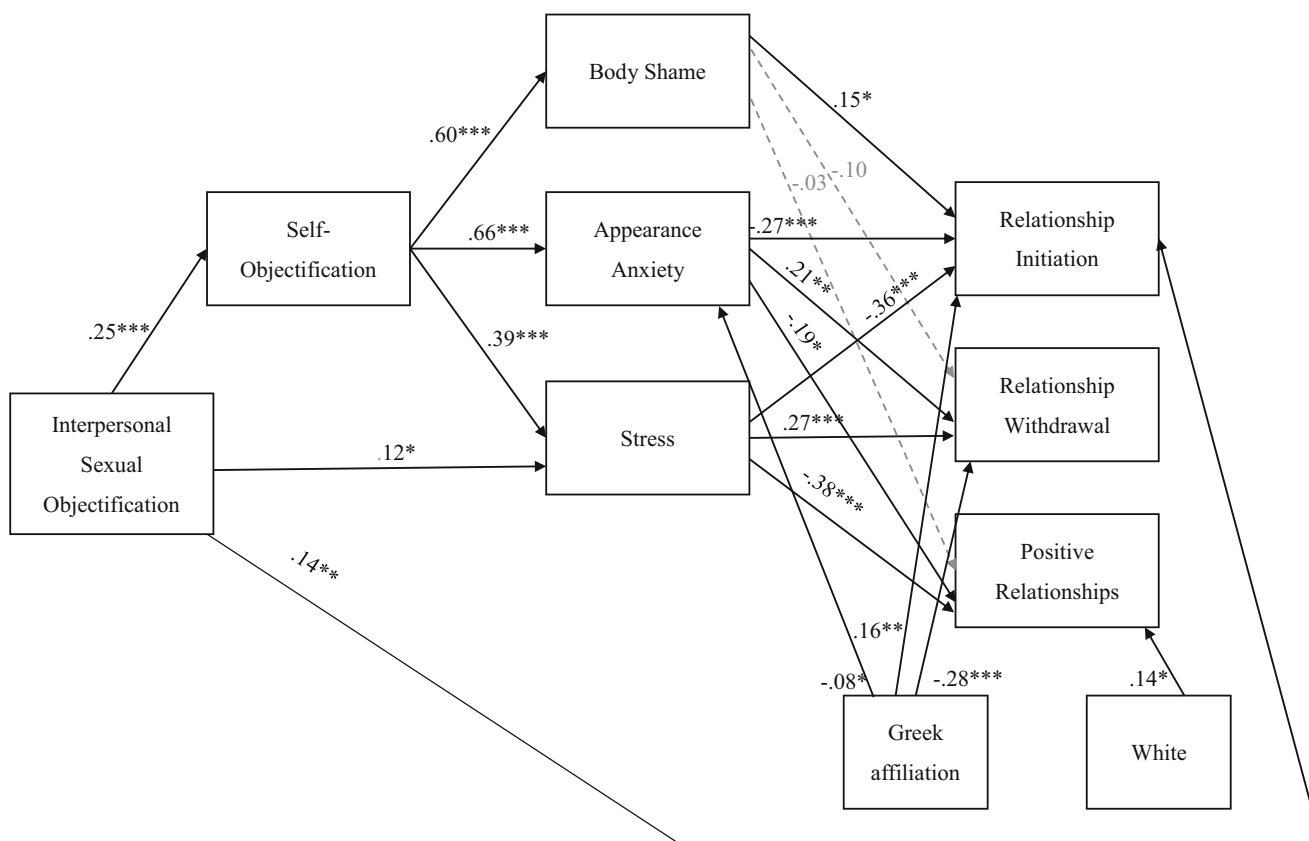 Body Shame
.15*
.60***
-.03
-.10
Self-
Objectification
.66***
Appearance
Anxiety
-.27***
Relationship
Initiation
.21**
-.36***
-.19*
.25***
.39***
Interpersonal
Sexual
Objectification
.12*
Stress
.27***
Relationship
Withdrawal
-.38***
.14**
Positive
Relationships
.16**
-.08*
-.28***
.14*
Greek
affiliation
White